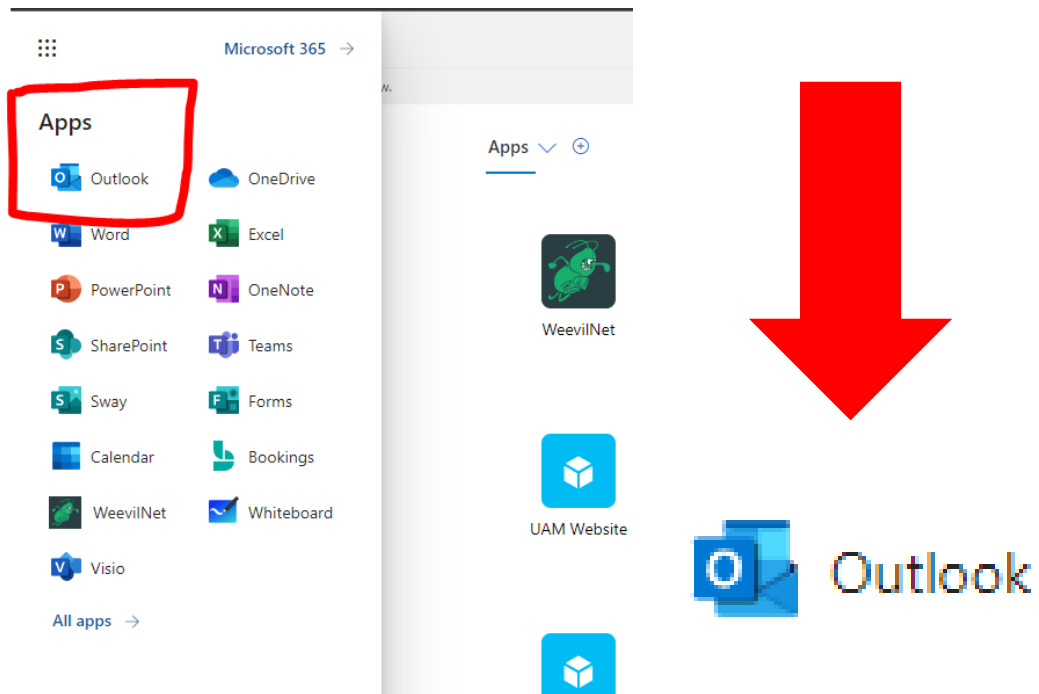 Microsoft 365
w.
Apps
Outlook OneDrive
Word Excel
PowerPoint OneNote
SharePoint Teams
Sway Forms
Calendar Bookings
WeevilNet Whiteboard
Visio
All apps
Apps
WeevilNet
UAM Website
Outlook